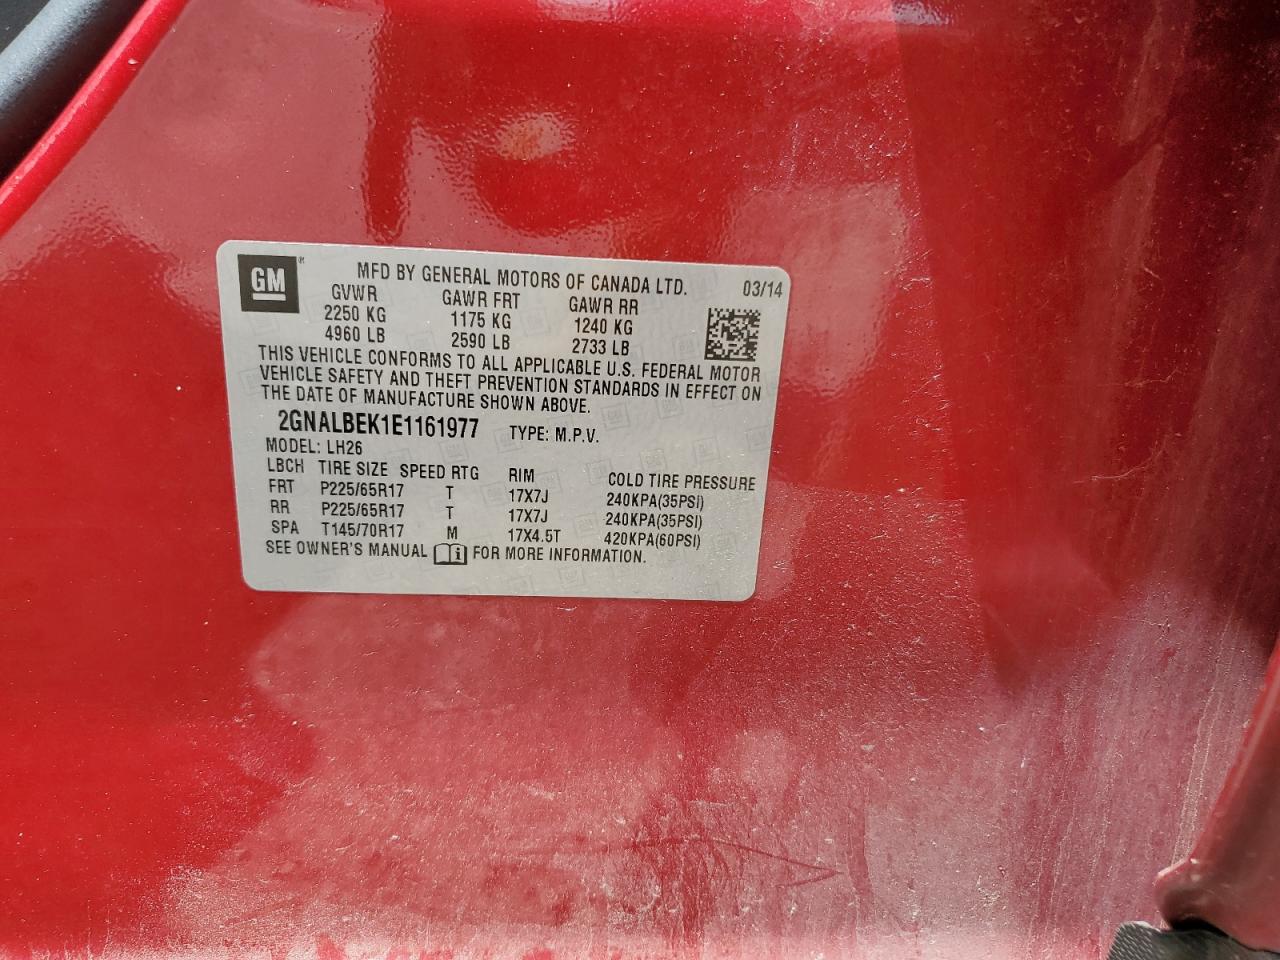 GM ® MFD BY GENERAL MOTORS OF CANADA LTD. 03/14
GVWR GAWR FRT GAWR RR
2250 KG 1175 KG 1240 KG
4960 LB 2590 LB 2733 LB
THIS VEHICLE CONFORMS TO ALL APPLICABLE U.S. FEDERAL MOTOR
VEHICLE SAFETY AND THEFT PREVENTION STANDARDS IN EFFECT ON
THE DATE OF MANUFACTURE SHOWN ABOVE.
2GNALBEK1E1161977 TYPE: M.P.V.
MODEL: LH26
LBCH TIRE SIZE SPEED RTG RIM COLD TIRE PRESSURE
FRT P225/65R17 T 17X7J 240KPA(35PSI)
RR P225/65R17 T 17X7J 240KPA(35PSI)
SPA T145/70R17 M 17X4.5T 420KPA(60PSI)
SEE OWNER'S MANUAL i FOR MORE INFORMATION.